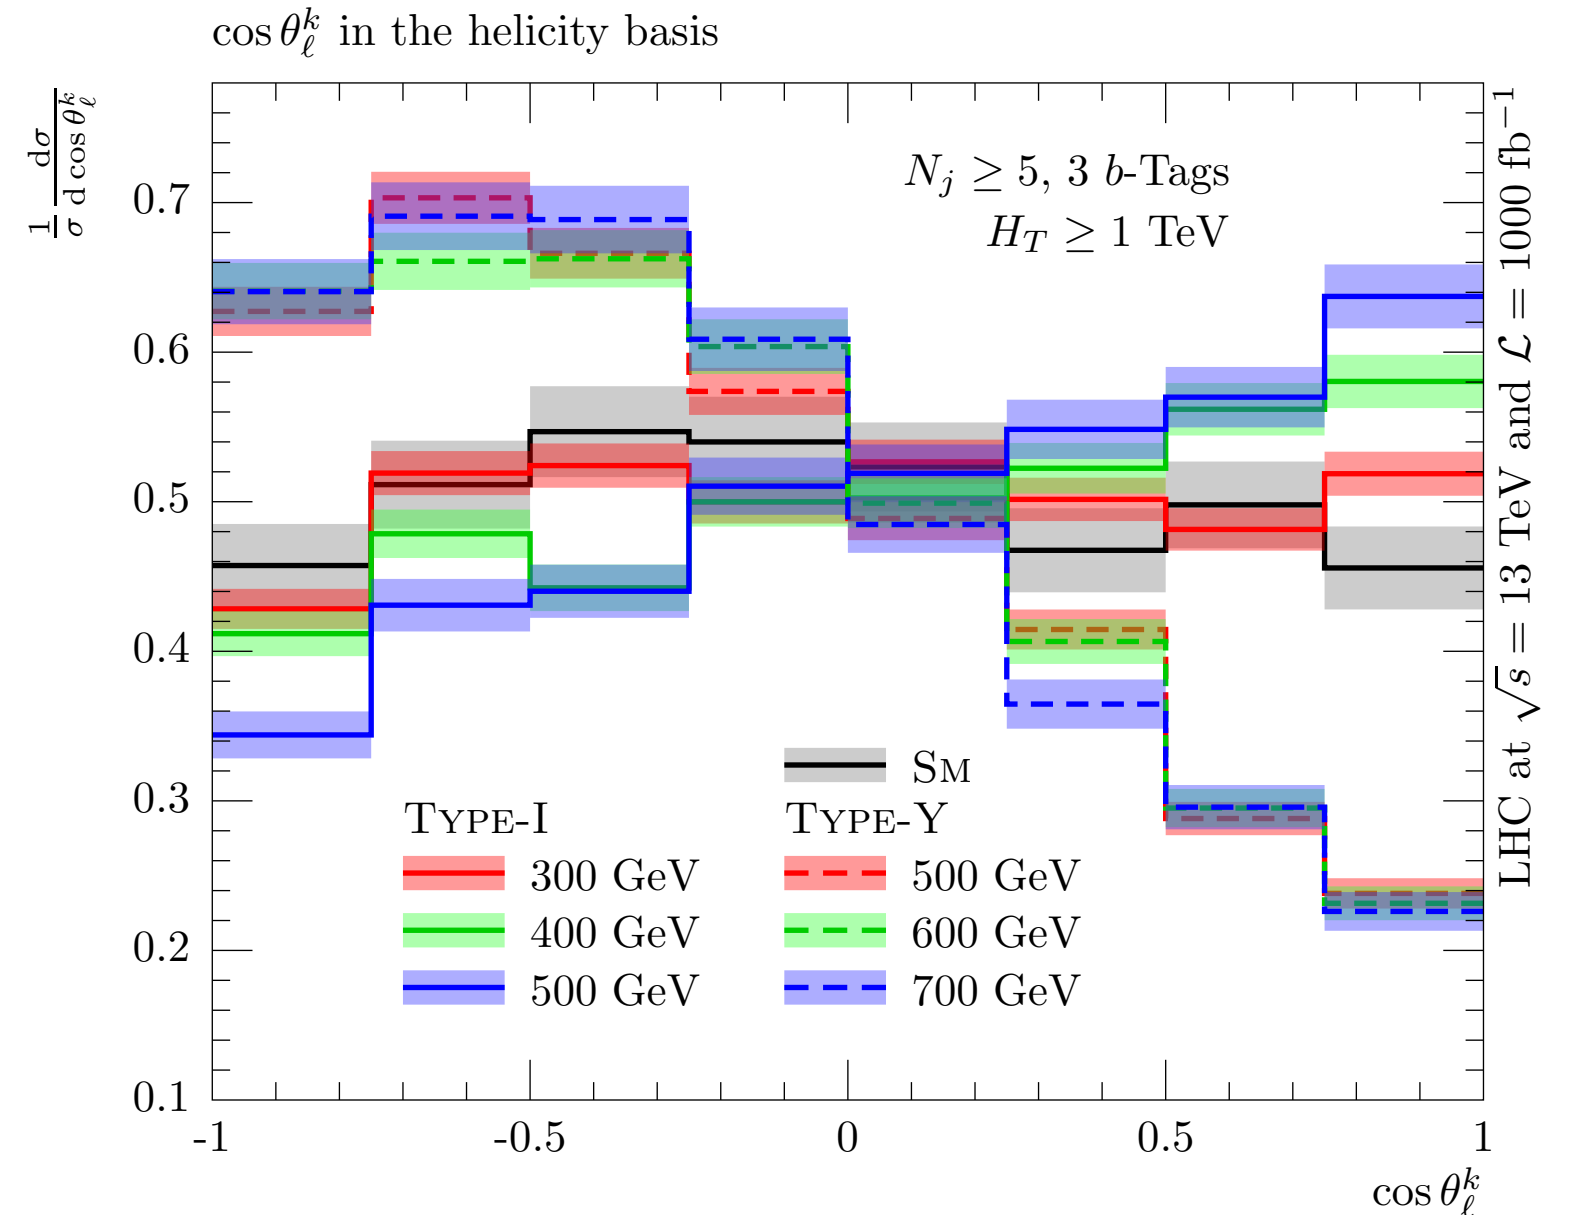 cos θ_ℓ^k in the helicity basis
1/σ dσ/d cos θ_ℓ^k
N_j ≥ 5, 3 b-Tags
H_T ≥ 1 TeV
0.7
0.6
0.5
0.4
0.3
0.2
0.1
SM
TYPE-I TYPE-Y
300 GeV 500 GeV
400 GeV 600 GeV
500 GeV 700 GeV
-1 -0.5 0 0.5 1
cos θ_ℓ^k
LHC at √s = 13 TeV and ℒ = 1000 fb⁻¹